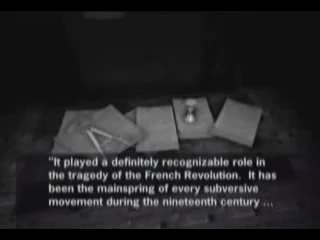 "It played a definitely recognizable role in
the tragedy of the French Revolution.  It has
been the mainspring of every subversive
movement during the nineteenth century ...